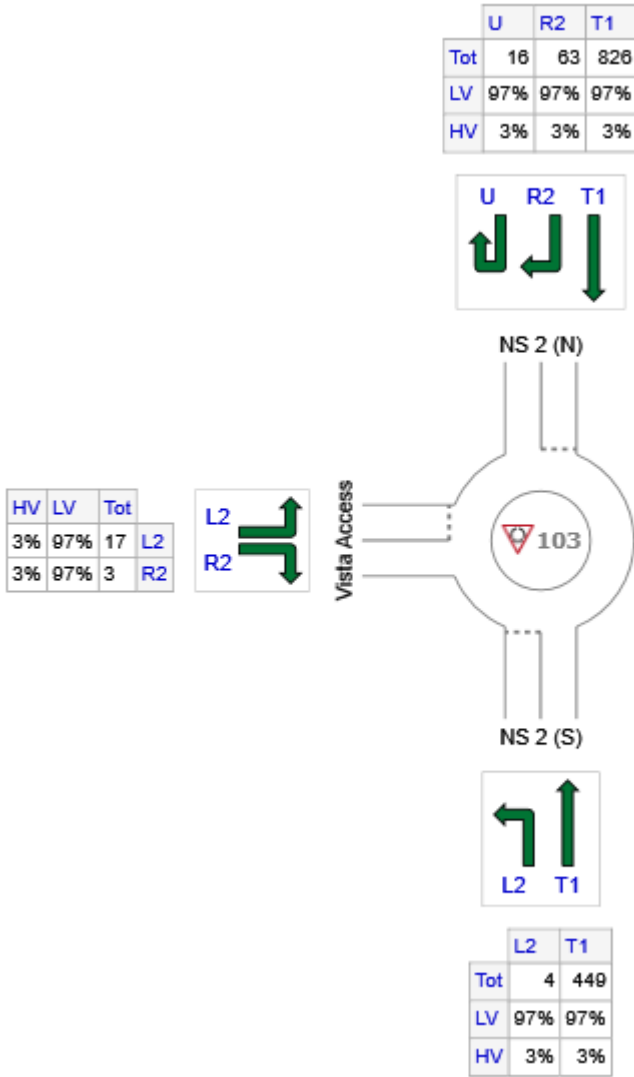 U R2 T1
Tot 16 63 826
LV 97% 97% 97%
HV 3% 3% 3%
U R2 T1
NS 2 (N)
HV LV Tot
3% 97% 17 L2
3% 97% 3 R2
L2
R2
Vista Access
103
NS 2 (S)
L2 T1
L2 T1
Tot 4 449
LV 97% 97%
HV 3% 3%